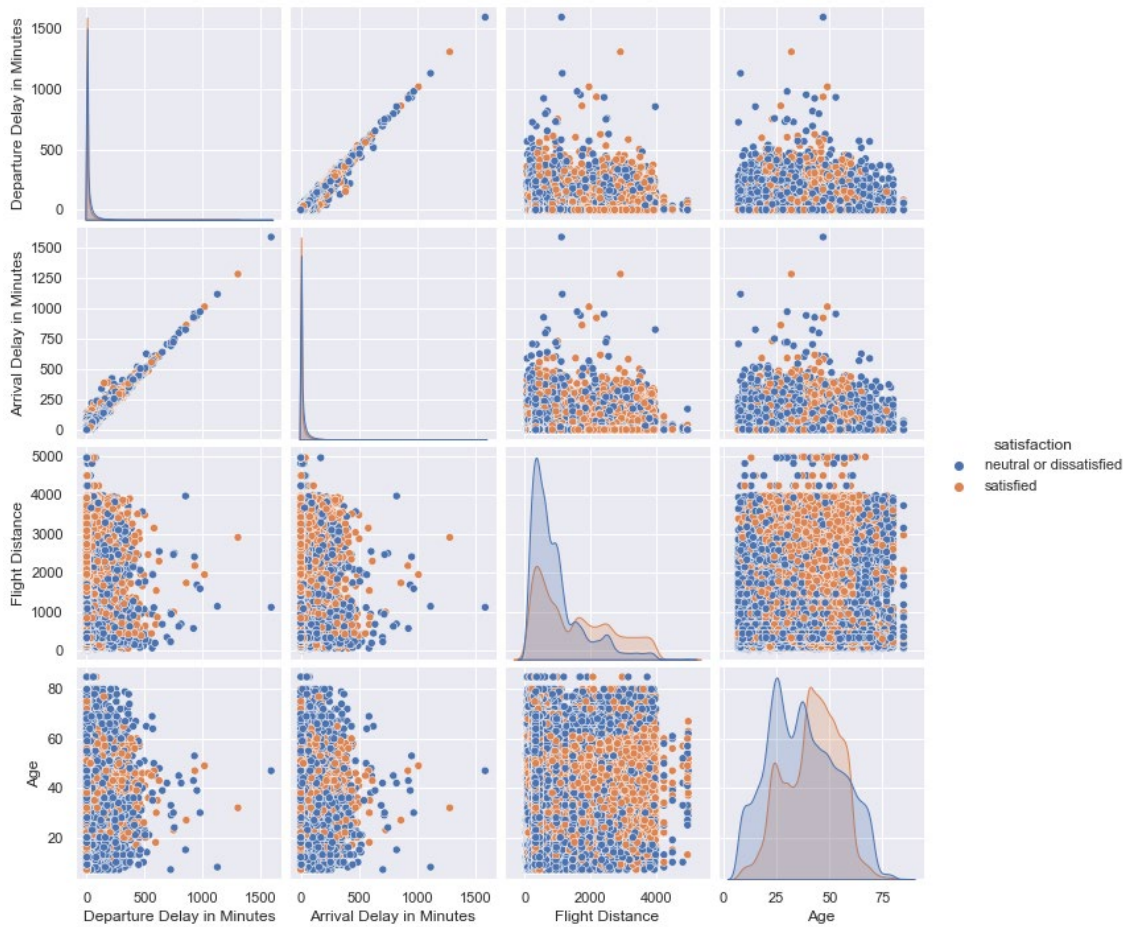 Departure Delay in Minutes
1500
1000
500
0
Arrival Delay in Minutes
1500
1250
1000
750
500
250
0
satisfaction
neutral or dissatisfied
satisfied
Flight Distance
5000
4000
3000
2000
1000
0
Age
80
60
40
20
0 500 1000 1500
0 500 1000 1500
0 2000 4000
0 25 50 75
Departure Delay in Minutes
Arrival Delay in Minutes
Flight Distance
Age